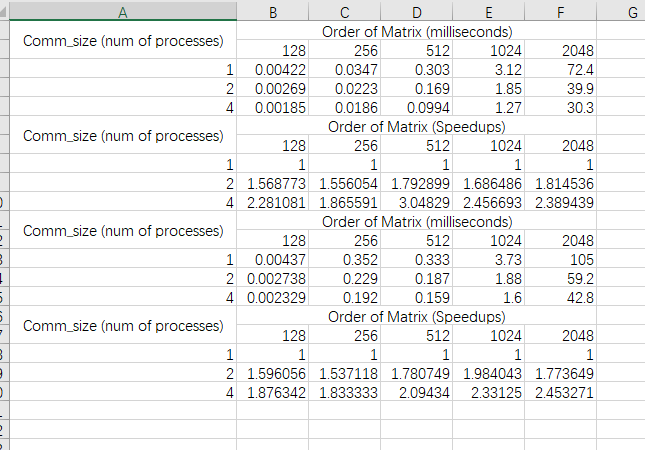 A B C D E F G
Comm_size (num of processes) Order of Matrix (milliseconds)
128 256 512 1024 2048
1 0.00422 0.0347 0.303 3.12 72.4
2 0.00269 0.0223 0.169 1.85 39.9
4 0.00185 0.0186 0.0994 1.27 30.3
Comm_size (num of processes) Order of Matrix (Speedups)
128 256 512 1024 2048
1 1 1 1 1 1
2 1.568773 1.556054 1.792899 1.686486 1.814536
4 2.281081 1.865591 3.04829 2.456693 2.389439
Comm_size (num of processes) Order of Matrix (milliseconds)
128 256 512 1024 2048
1 0.00437 0.352 0.333 3.73 105
2 0.002738 0.229 0.187 1.88 59.2
4 0.002329 0.192 0.159 1.6 42.8
Comm_size (num of processes) Order of Matrix (Speedups)
128 256 512 1024 2048
1 1 1 1 1 1
2 1.596056 1.537118 1.780749 1.984043 1.773649
4 1.876342 1.833333 2.09434 2.33125 2.453271